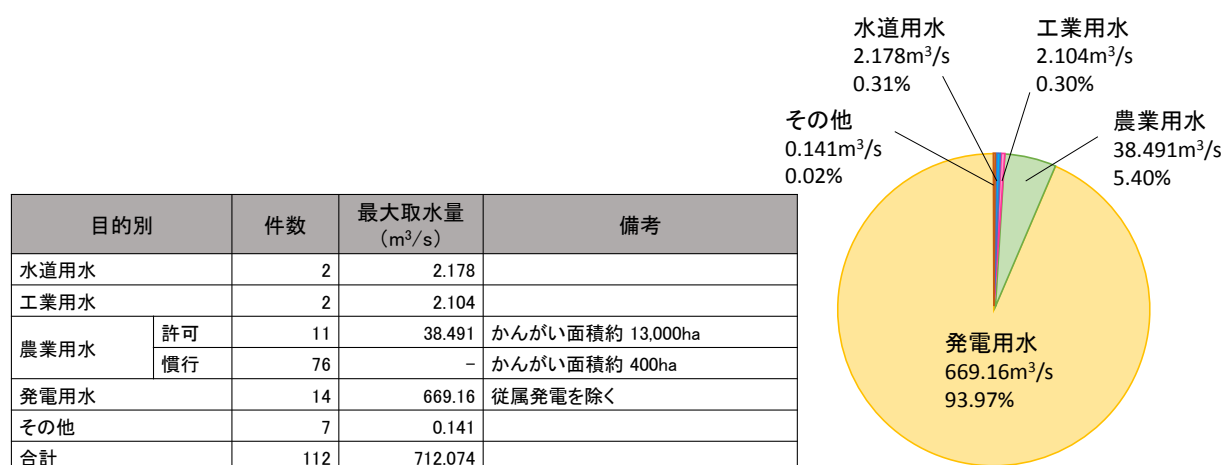 水道用水
2.178m³/s
0.31%
工業用水
2.104m³/s
0.30%
その他
0.141m³/s
0.02%
農業用水
38.491m³/s
5.40%
発電用水
669.16m³/s
93.97%
目的別 件数 最大取水量 備考
(m³/s)
水道用水 2 2.178
工業用水 2 2.104
農業用水 許可 11 38.491 かんがい面積約 13,000ha
慣行 76 － かんがい面積約 400ha
発電用水 14 669.16 従属発電を除く
その他 7 0.141
合計 112 712.074